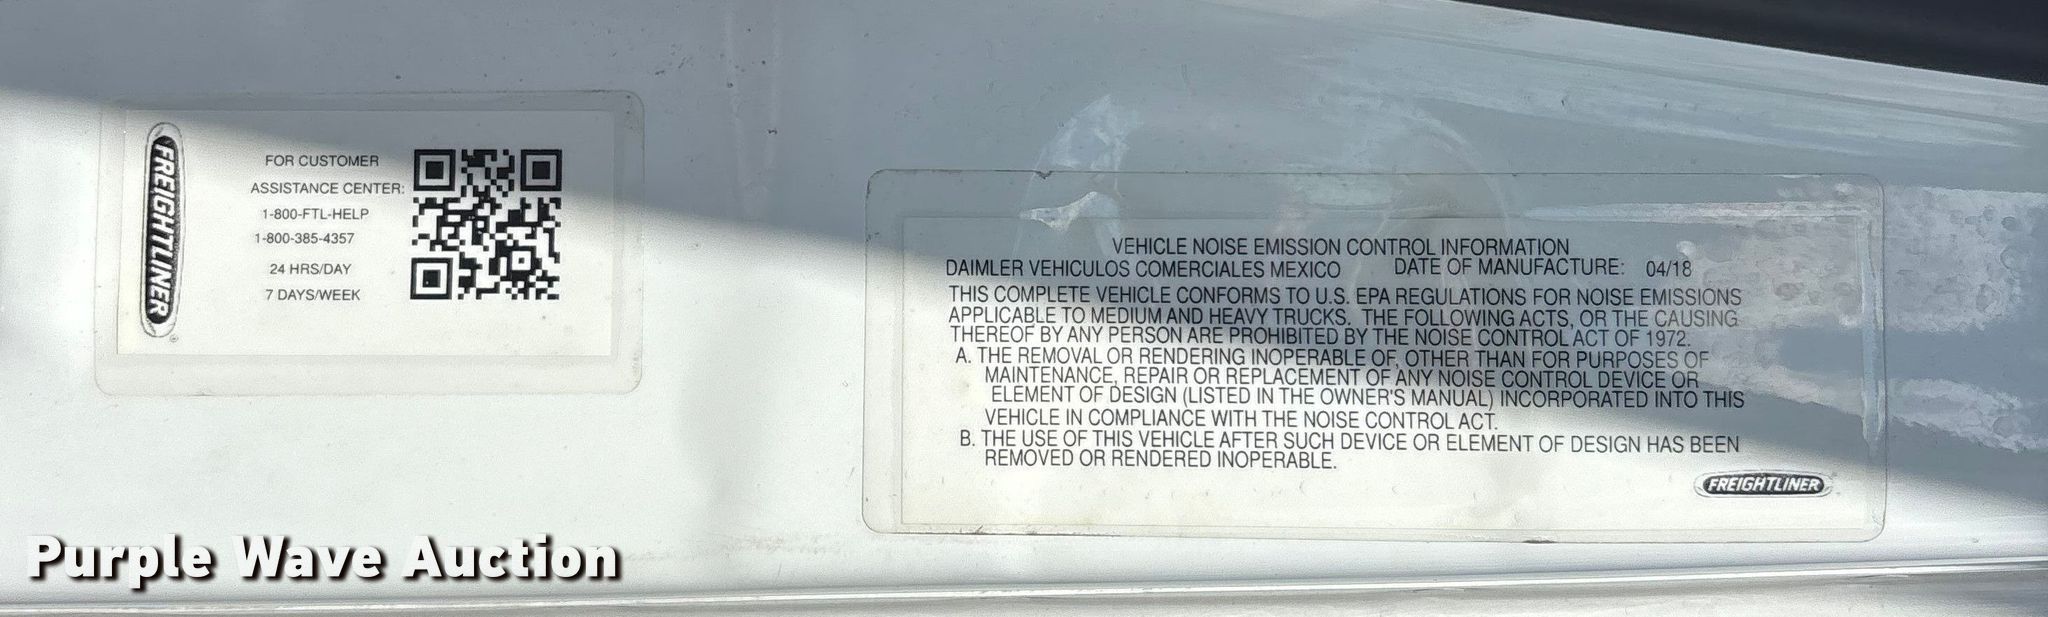 FREIGHTLINER
FOR CUSTOMER
ASSISTANCE CENTER:
1-800-FTL-HELP
1-800-385-4357
24 HRS/DAY
7 DAYS/WEEK
VEHICLE NOISE EMISSION CONTROL INFORMATION
DAIMLER VEHICULOS COMERCIALES MEXICO DATE OF MANUFACTURE: 04/18
THIS COMPLETE VEHICLE CONFORMS TO U.S. EPA REGULATIONS FOR NOISE EMISSIONS
APPLICABLE TO MEDIUM AND HEAVY TRUCKS. THE FOLLOWING ACTS, OR THE CAUSING
THEREOF BY ANY PERSON ARE PROHIBITED BY THE NOISE CONTROL ACT OF 1972.
A. THE REMOVAL OR RENDERING INOPERABLE OF, OTHER THAN FOR PURPOSES OF
MAINTENANCE, REPAIR OR REPLACEMENT OF ANY NOISE CONTROL DEVICE OR
ELEMENT OF DESIGN (LISTED IN THE OWNER'S MANUAL) INCORPORATED INTO THIS
VEHICLE IN COMPLIANCE WITH THE NOISE CONTROL ACT.
B. THE USE OF THIS VEHICLE AFTER SUCH DEVICE OR ELEMENT OF DESIGN HAS BEEN
REMOVED OR RENDERED INOPERABLE.
FREIGHTLINER
Purple Wave Auction